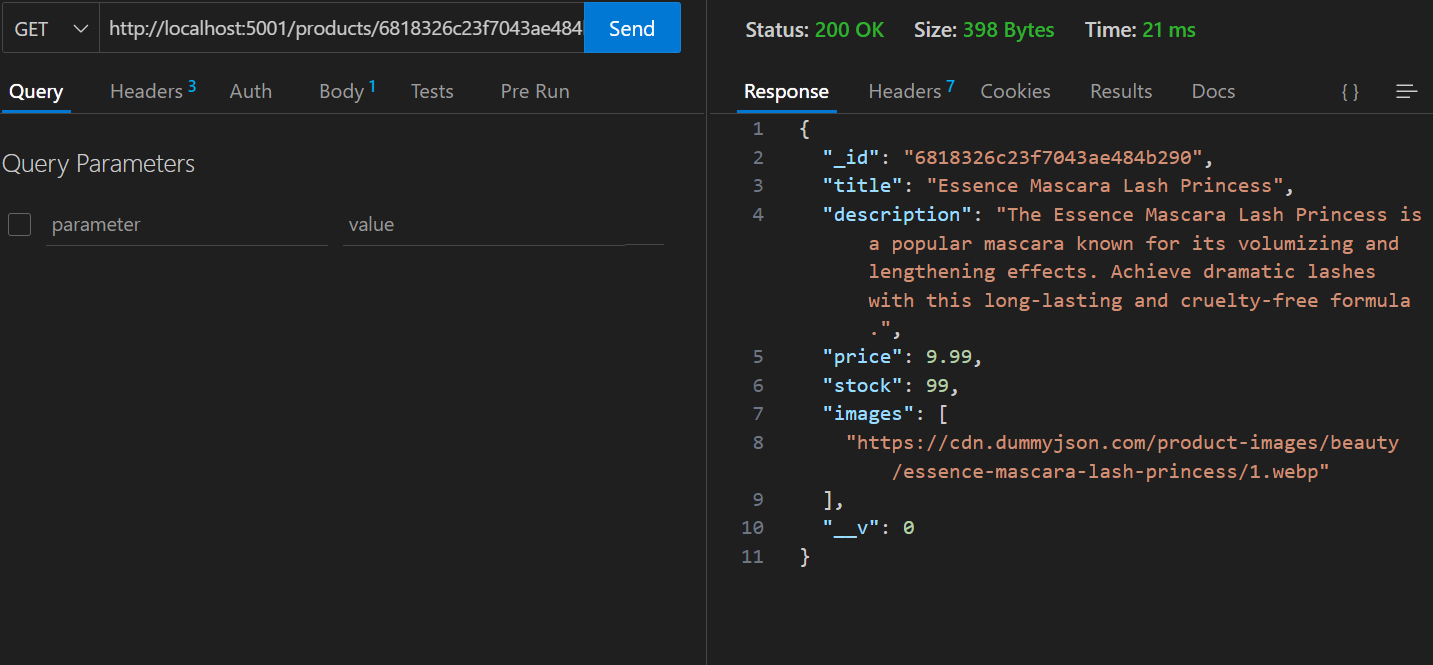 GET http://localhost:5001/products/6818326c23f7043ae484 Send
Query Headers 3 Auth Body 1 Tests Pre Run
Query Parameters
parameter value
Status: 200 OK Size: 398 Bytes Time: 21 ms
Response Headers 7 Cookies Results Docs { }
1 {
2 "_id": "6818326c23f7043ae484b290",
3 "title": "Essence Mascara Lash Princess",
4 "description": "The Essence Mascara Lash Princess is
a popular mascara known for its volumizing and
lengthening effects. Achieve dramatic lashes
with this long-lasting and cruelty-free formula
.",
5 "price": 9.99,
6 "stock": 99,
7 "images": [
8 "https://cdn.dummyjson.com/product-images/beauty
/essence-mascara-lash-princess/1.webp"
9 ],
10 "__v": 0
11 }